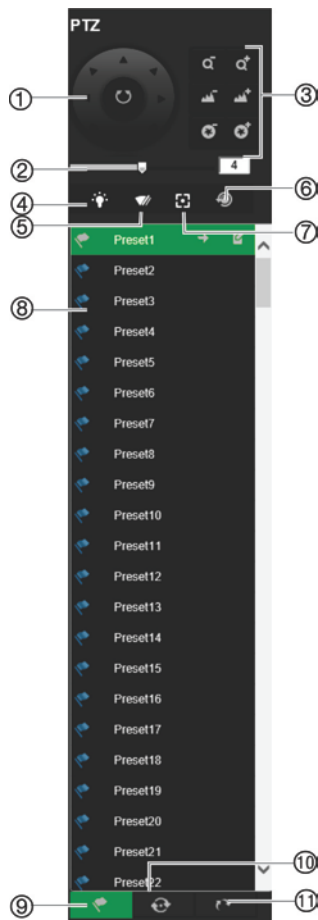 PTZ
①
③
②
4
④
⑥
⑤
⑦
Preset1
Preset2
⑧
Preset3
Preset4
Preset5
Preset6
Preset7
Preset8
Preset9
Preset10
Preset11
Preset12
Preset13
Preset14
Preset15
Preset16
Preset17
Preset18
Preset19
Preset20
Preset21
Preset22
⑩
⑨
⑪